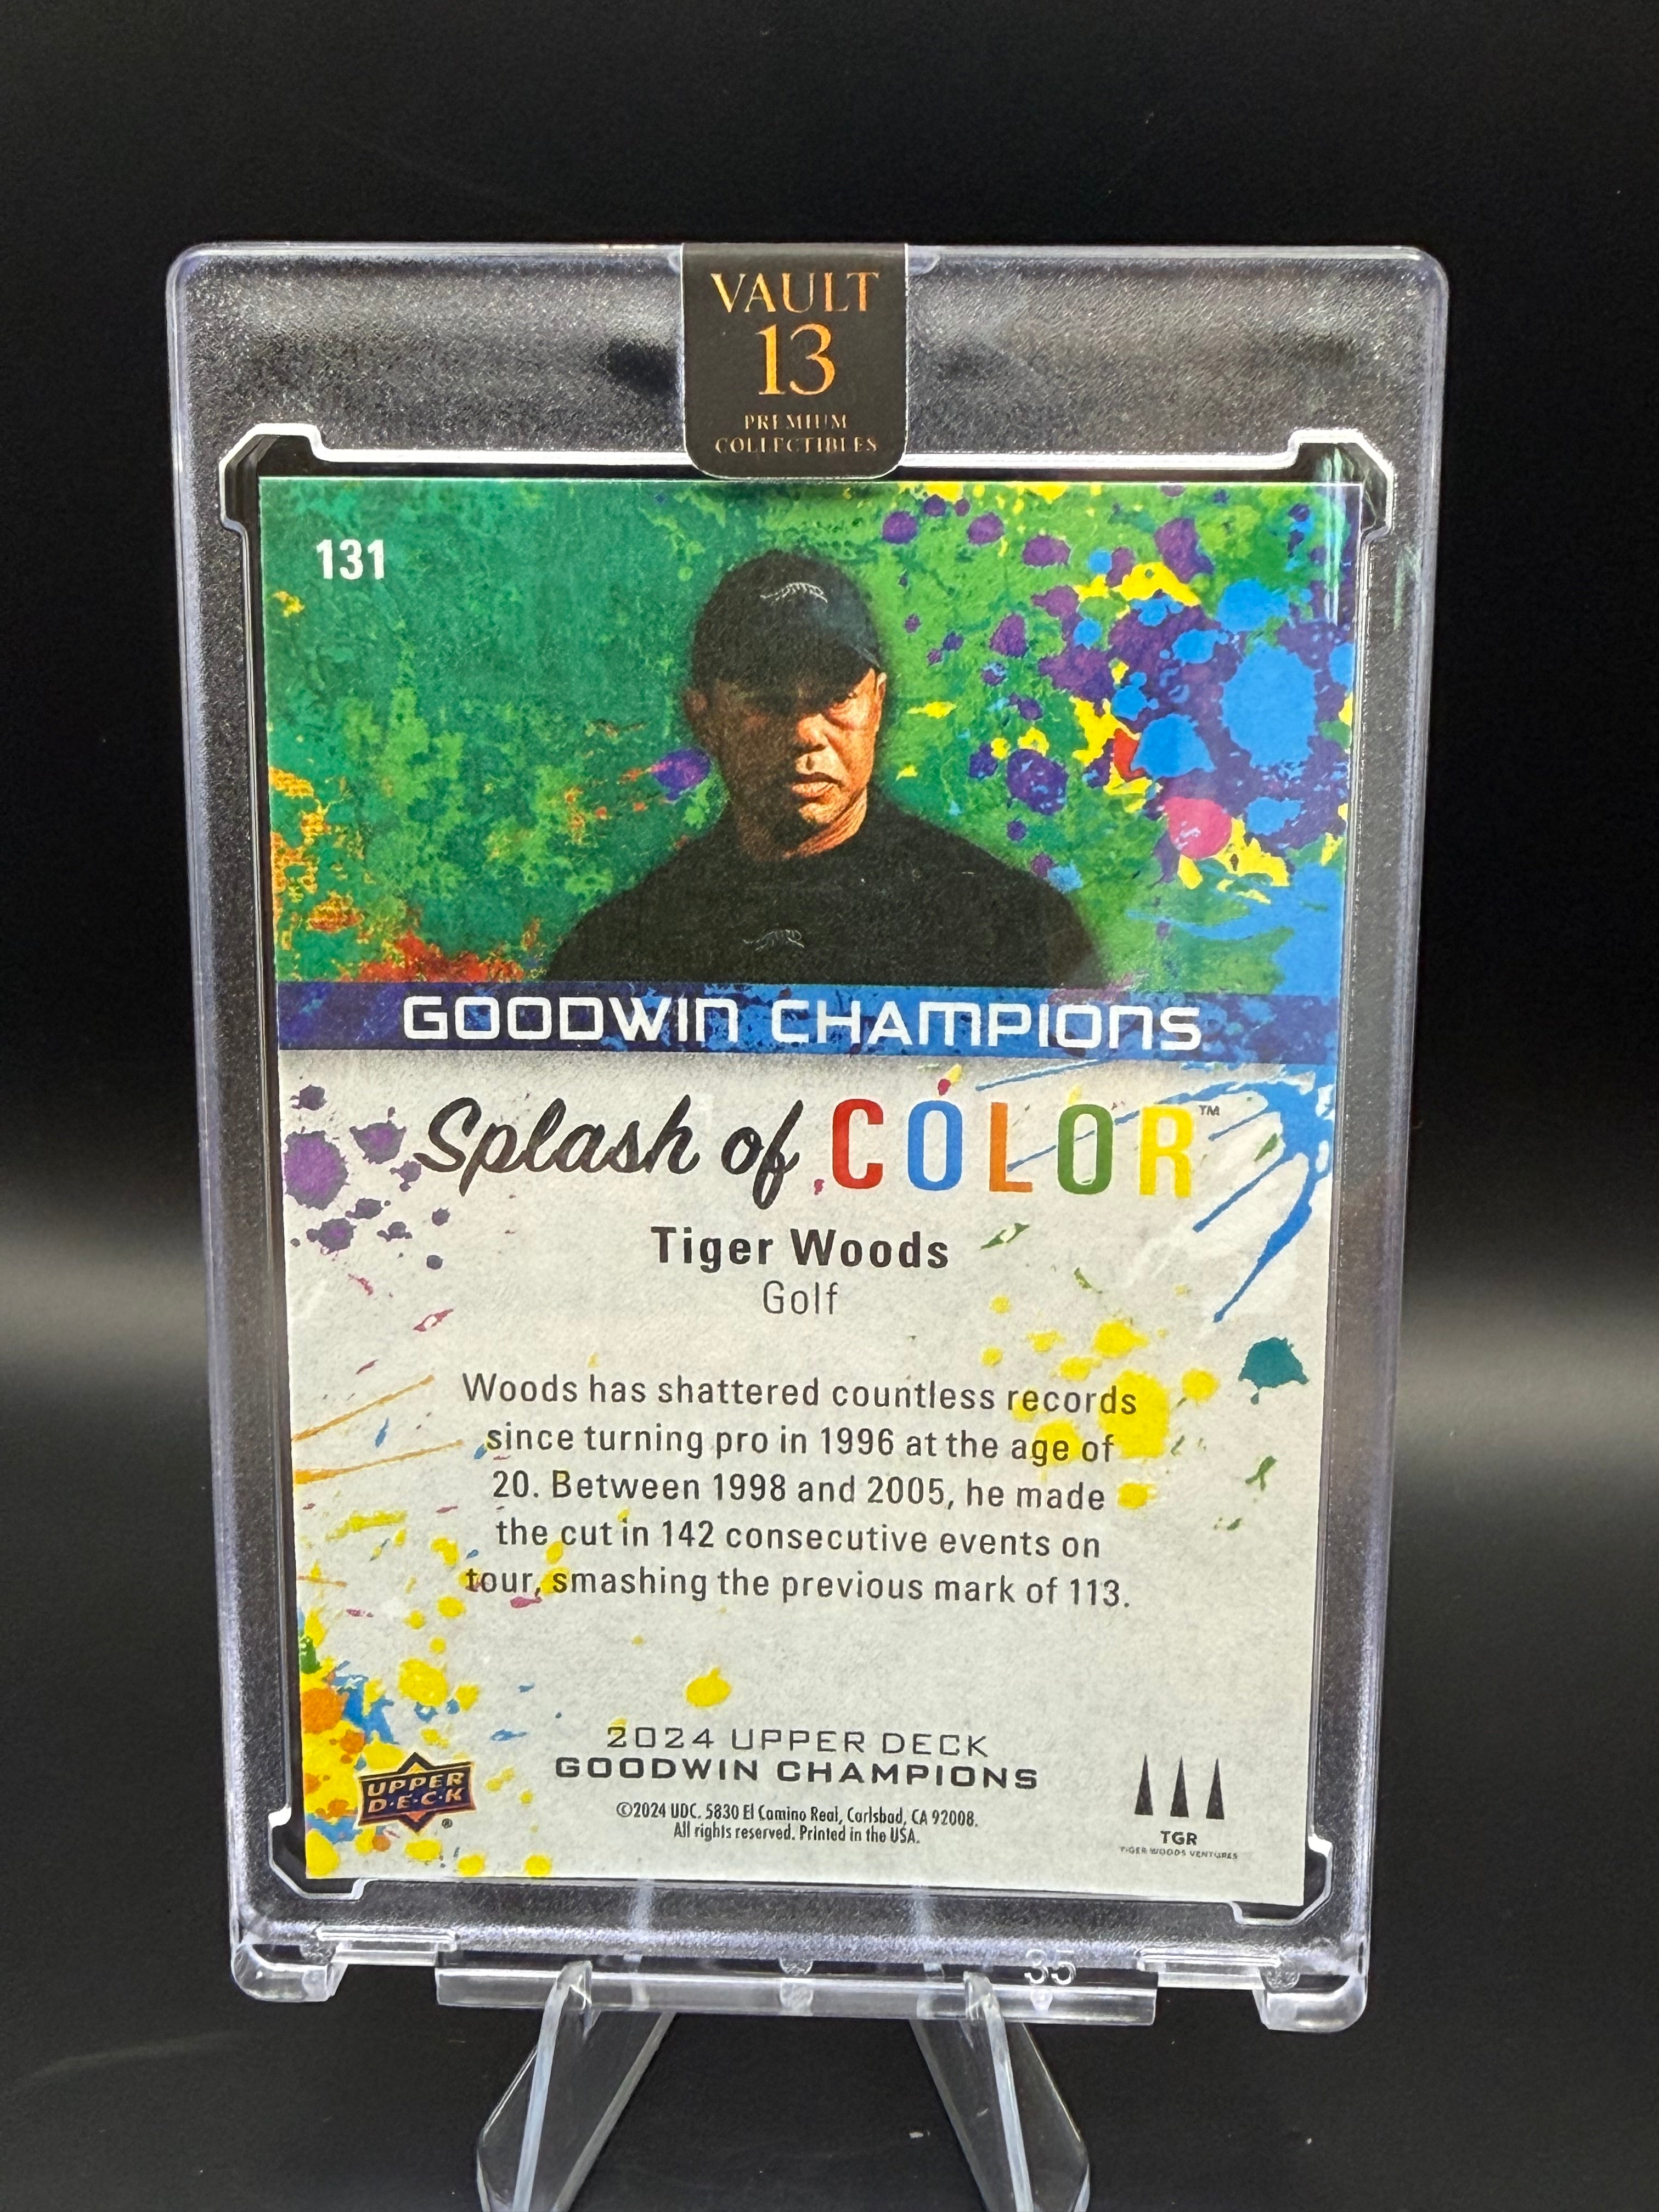 VAULT
13
PREMIUM
COLLECTIBLES
131
GOODWIN CHAMPIONS
Splash of COLOR™
Tiger Woods
Golf
Woods has shattered countless records
since turning pro in 1996 at the age of
20. Between 1998 and 2005, he made
the cut in 142 consecutive events on
tour, smashing the previous mark of 113.
2024 UPPER DECK
GOODWIN CHAMPIONS
UPPER
D·E·C·K®
©2024 UDC. 5830 El Camino Real, Carlsbad, CA 92008.
All rights reserved. Printed in the USA.
TGR
TIGER WOODS VENTURES
35